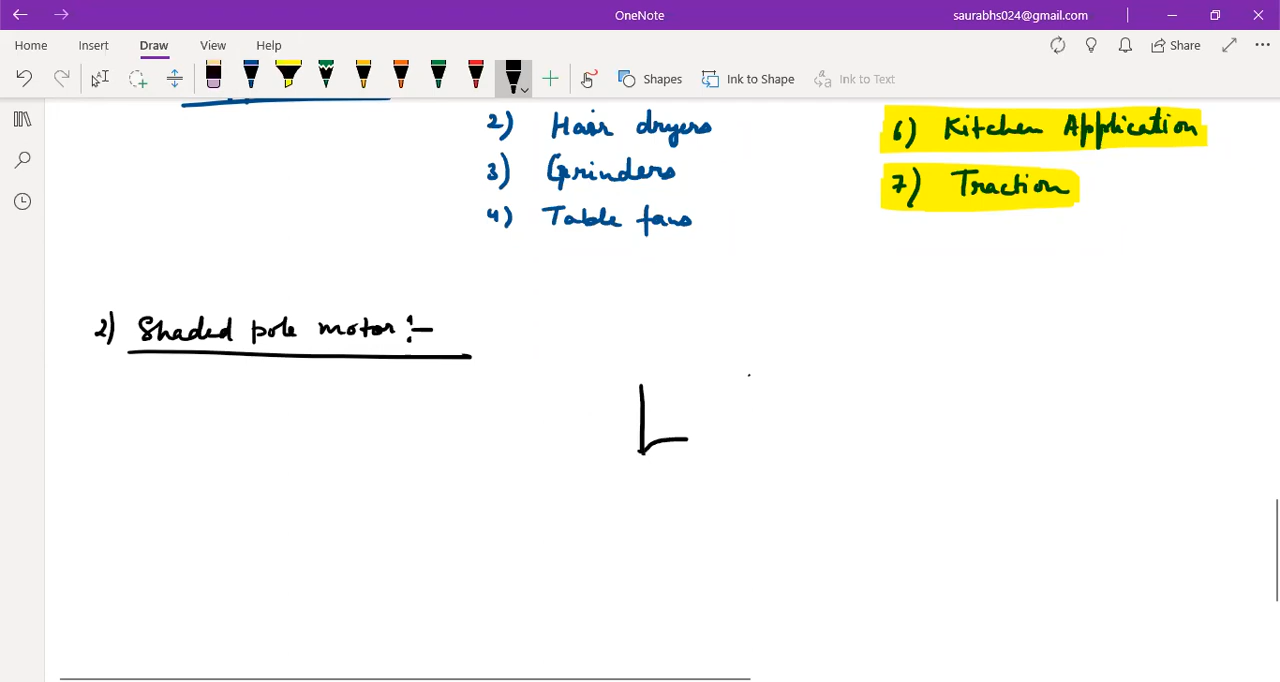 OneNote
saurabhs024@gmail.com
Home Insert Draw View Help
Share
Shapes
Ink to Shape
Ink to Text
2) Hair dryers
3) Grinders
4) Table fans
6) Kitchen Application
7) Traction
2) Shaded pole motor :-